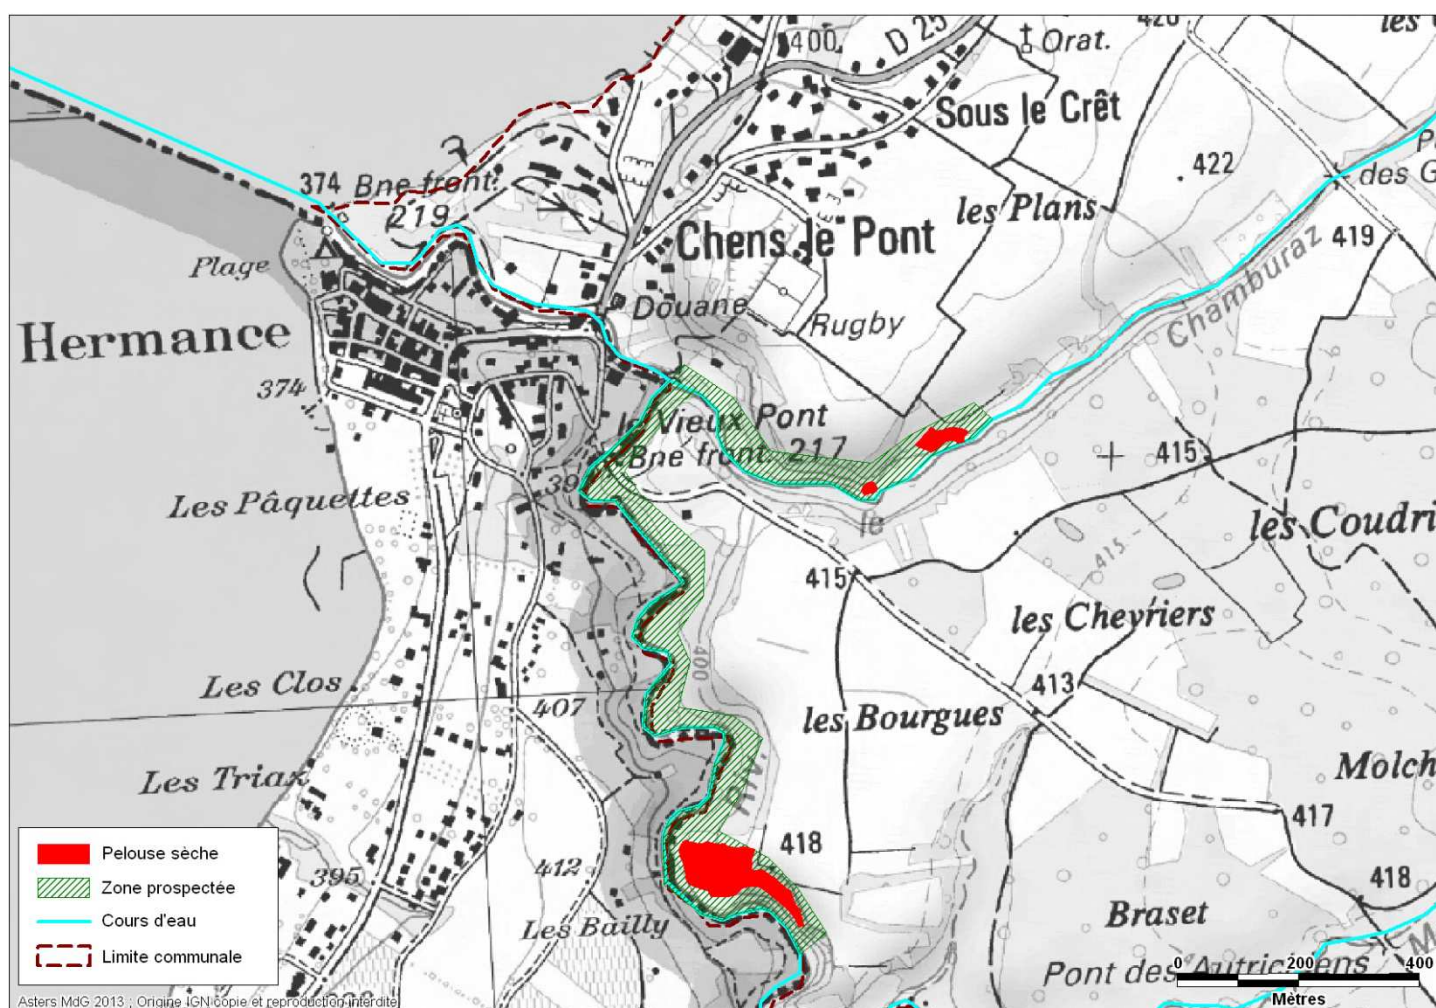 420
les
400
D 25
Orat.
Sous le Crêt
422
des G
374
Bne front.
219
les Plans
419
Chens le Pont
Plage
Chamburaz
Douane
Rugby
Hermance
374
le Vieux Pont
Bne front. 217
415
39
Les Pâquettes
le
les Coudri
415
415
les Chevriers
400
Les Clos
413
407
les Bourgues
Les Triax
Molch
417
418
Pelouse sèche
Zone prospectée
Cours d'eau
Limite communale
395
412
418
Les Bailly
Braset
Pont des Autrichiens
0 200 400
Mètres
Asters MdG 2013 ; Origine IGN copie et reproduction interdite